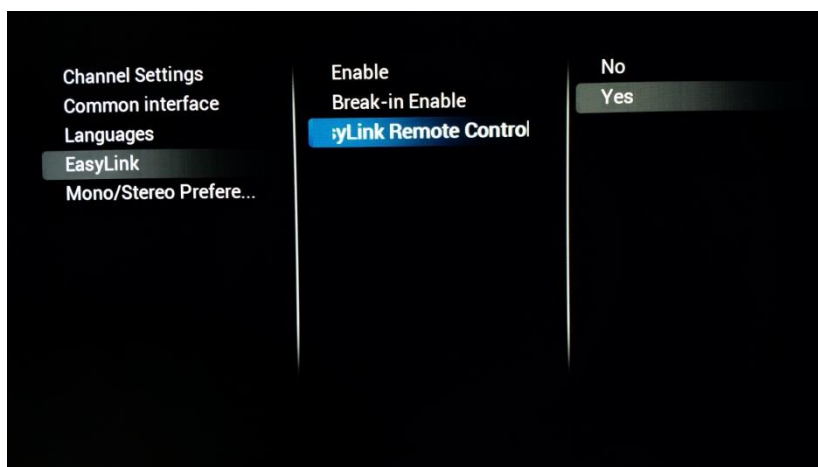 Channel Settings
Common interface
Languages
EasyLink
Mono/Stereo Prefere...
Enable
Break-in Enable
yLink Remote Control
No
Yes